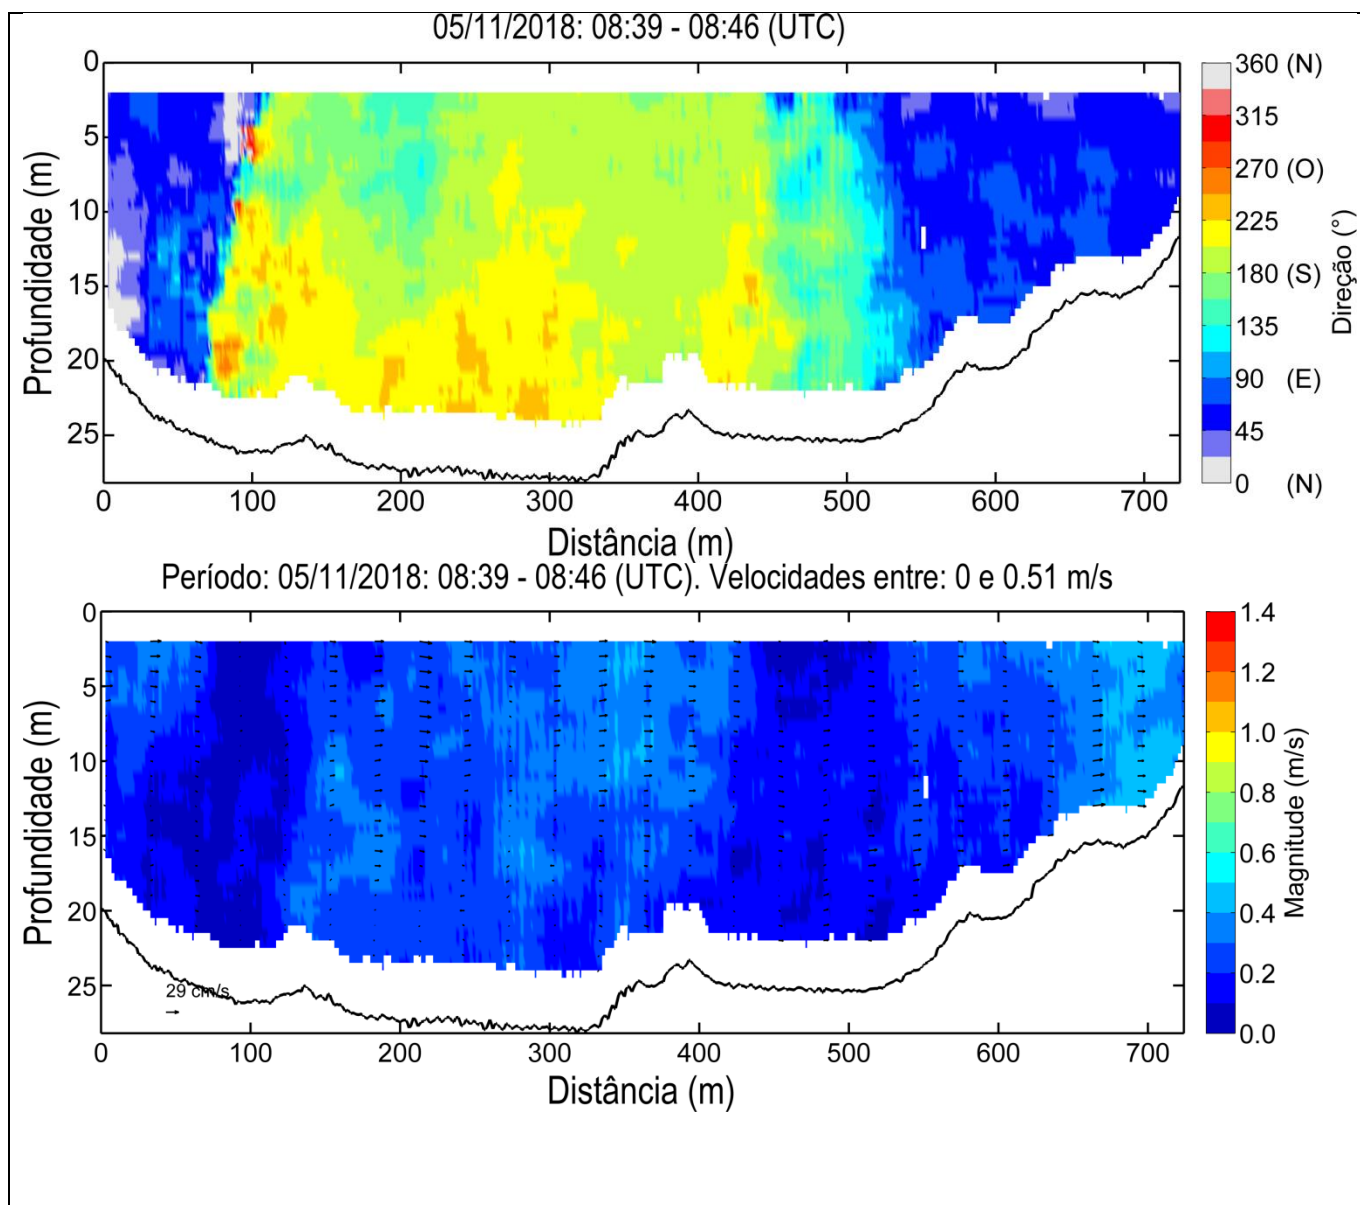 05/11/2018: 08:39 - 08:46 (UTC)
0
5
10
15
20
25
Profundidade (m)
0 100 200 300 400 500 600 700
Distância (m)
360 (N)
315
270 (O)
225
180 (S)
135
90 (E)
45
0 (N)
Direção (°)
Período: 05/11/2018: 08:39 - 08:46 (UTC). Velocidades entre: 0 e 0.51 m/s
0
5
10
15
20
25
Profundidade (m)
29 cm/s
0 100 200 300 400 500 600 700
Distância (m)
1.4
1.2
1.0
0.8
0.6
0.4
0.2
0.0
Magnitude (m/s)